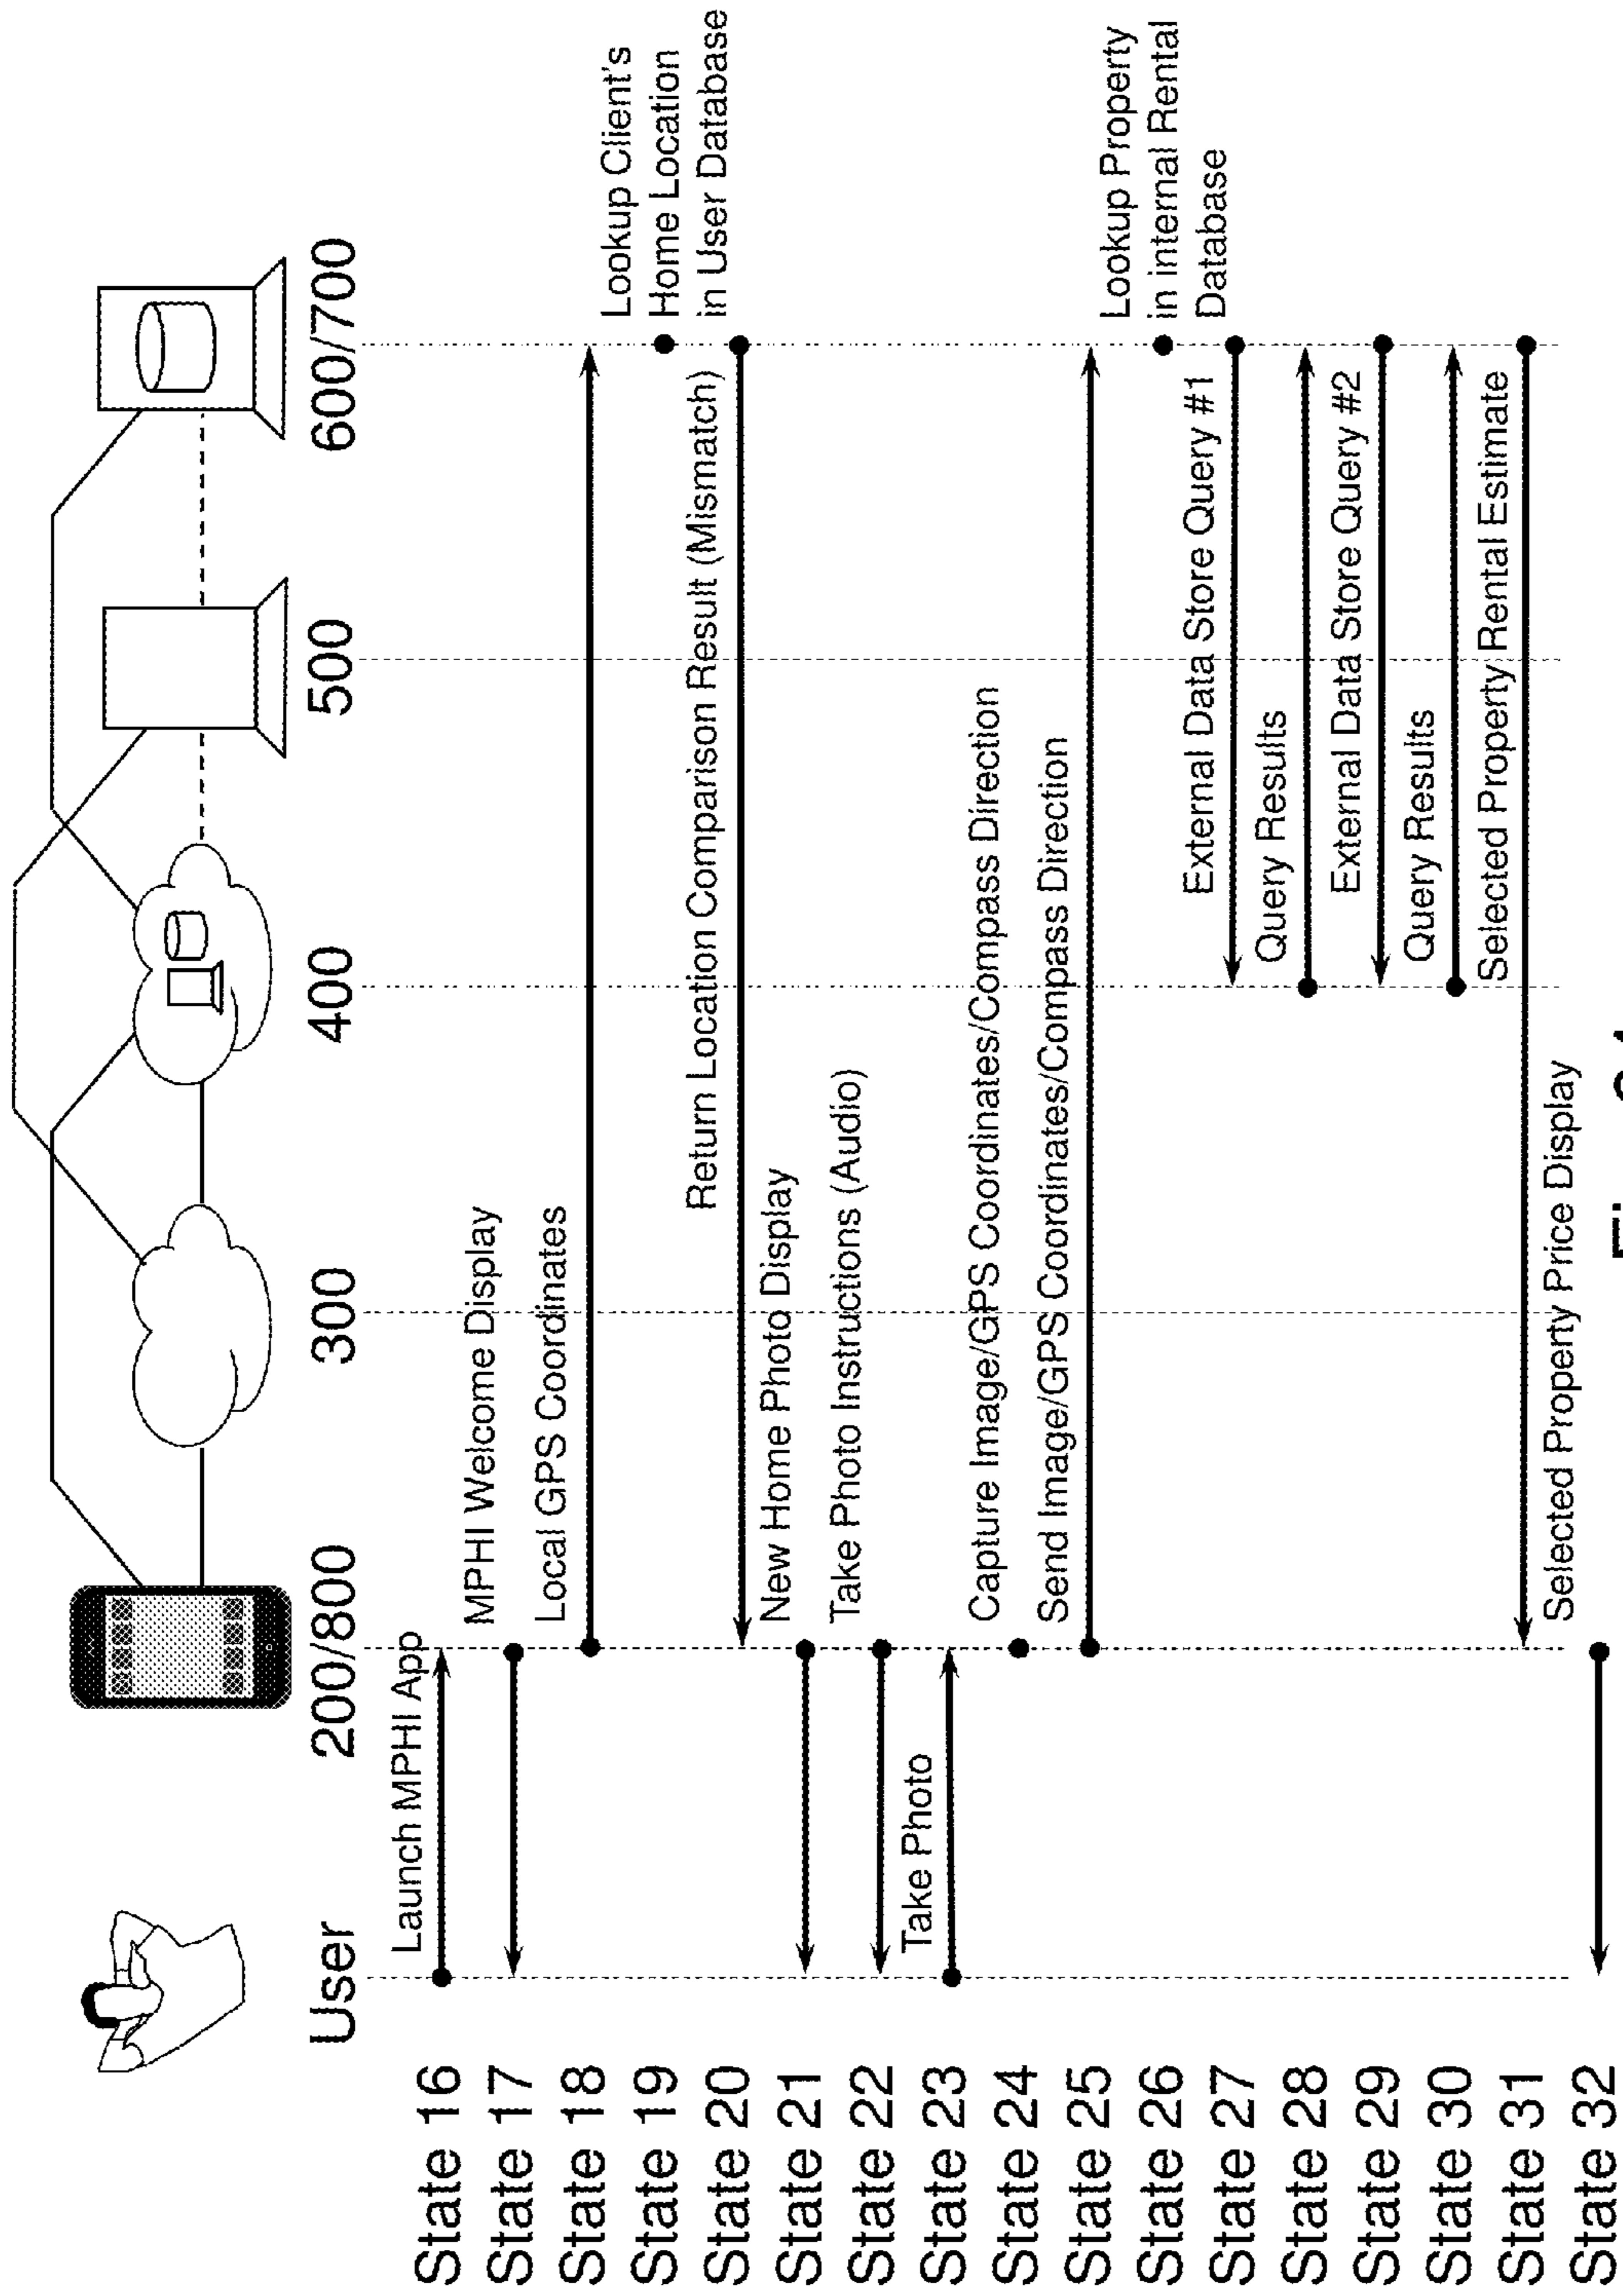 User 200/800 300 400 500 600/700
State 16 Launch MPHI App
State 17 MPHI Welcome Display
State 18 Local GPS Coordinates
State 19 Lookup Client's
Home Location
in User Database
State 20 Return Location Comparison Result (Mismatch)
State 21 New Home Photo Display
State 22 Take Photo Instructions (Audio)
State 23 Take Photo
State 24 Capture Image/GPS Coordinates/Compass Direction
State 25 Send Image/GPS Coordinates/Compass Direction
State 26 Lookup Property
in internal Rental
Database
State 27 External Data Store Query #1
State 28 Query Results
State 29 External Data Store Query #2
State 30 Query Results
State 31 Selected Property Rental Estimate
State 32 Selected Property Price Display